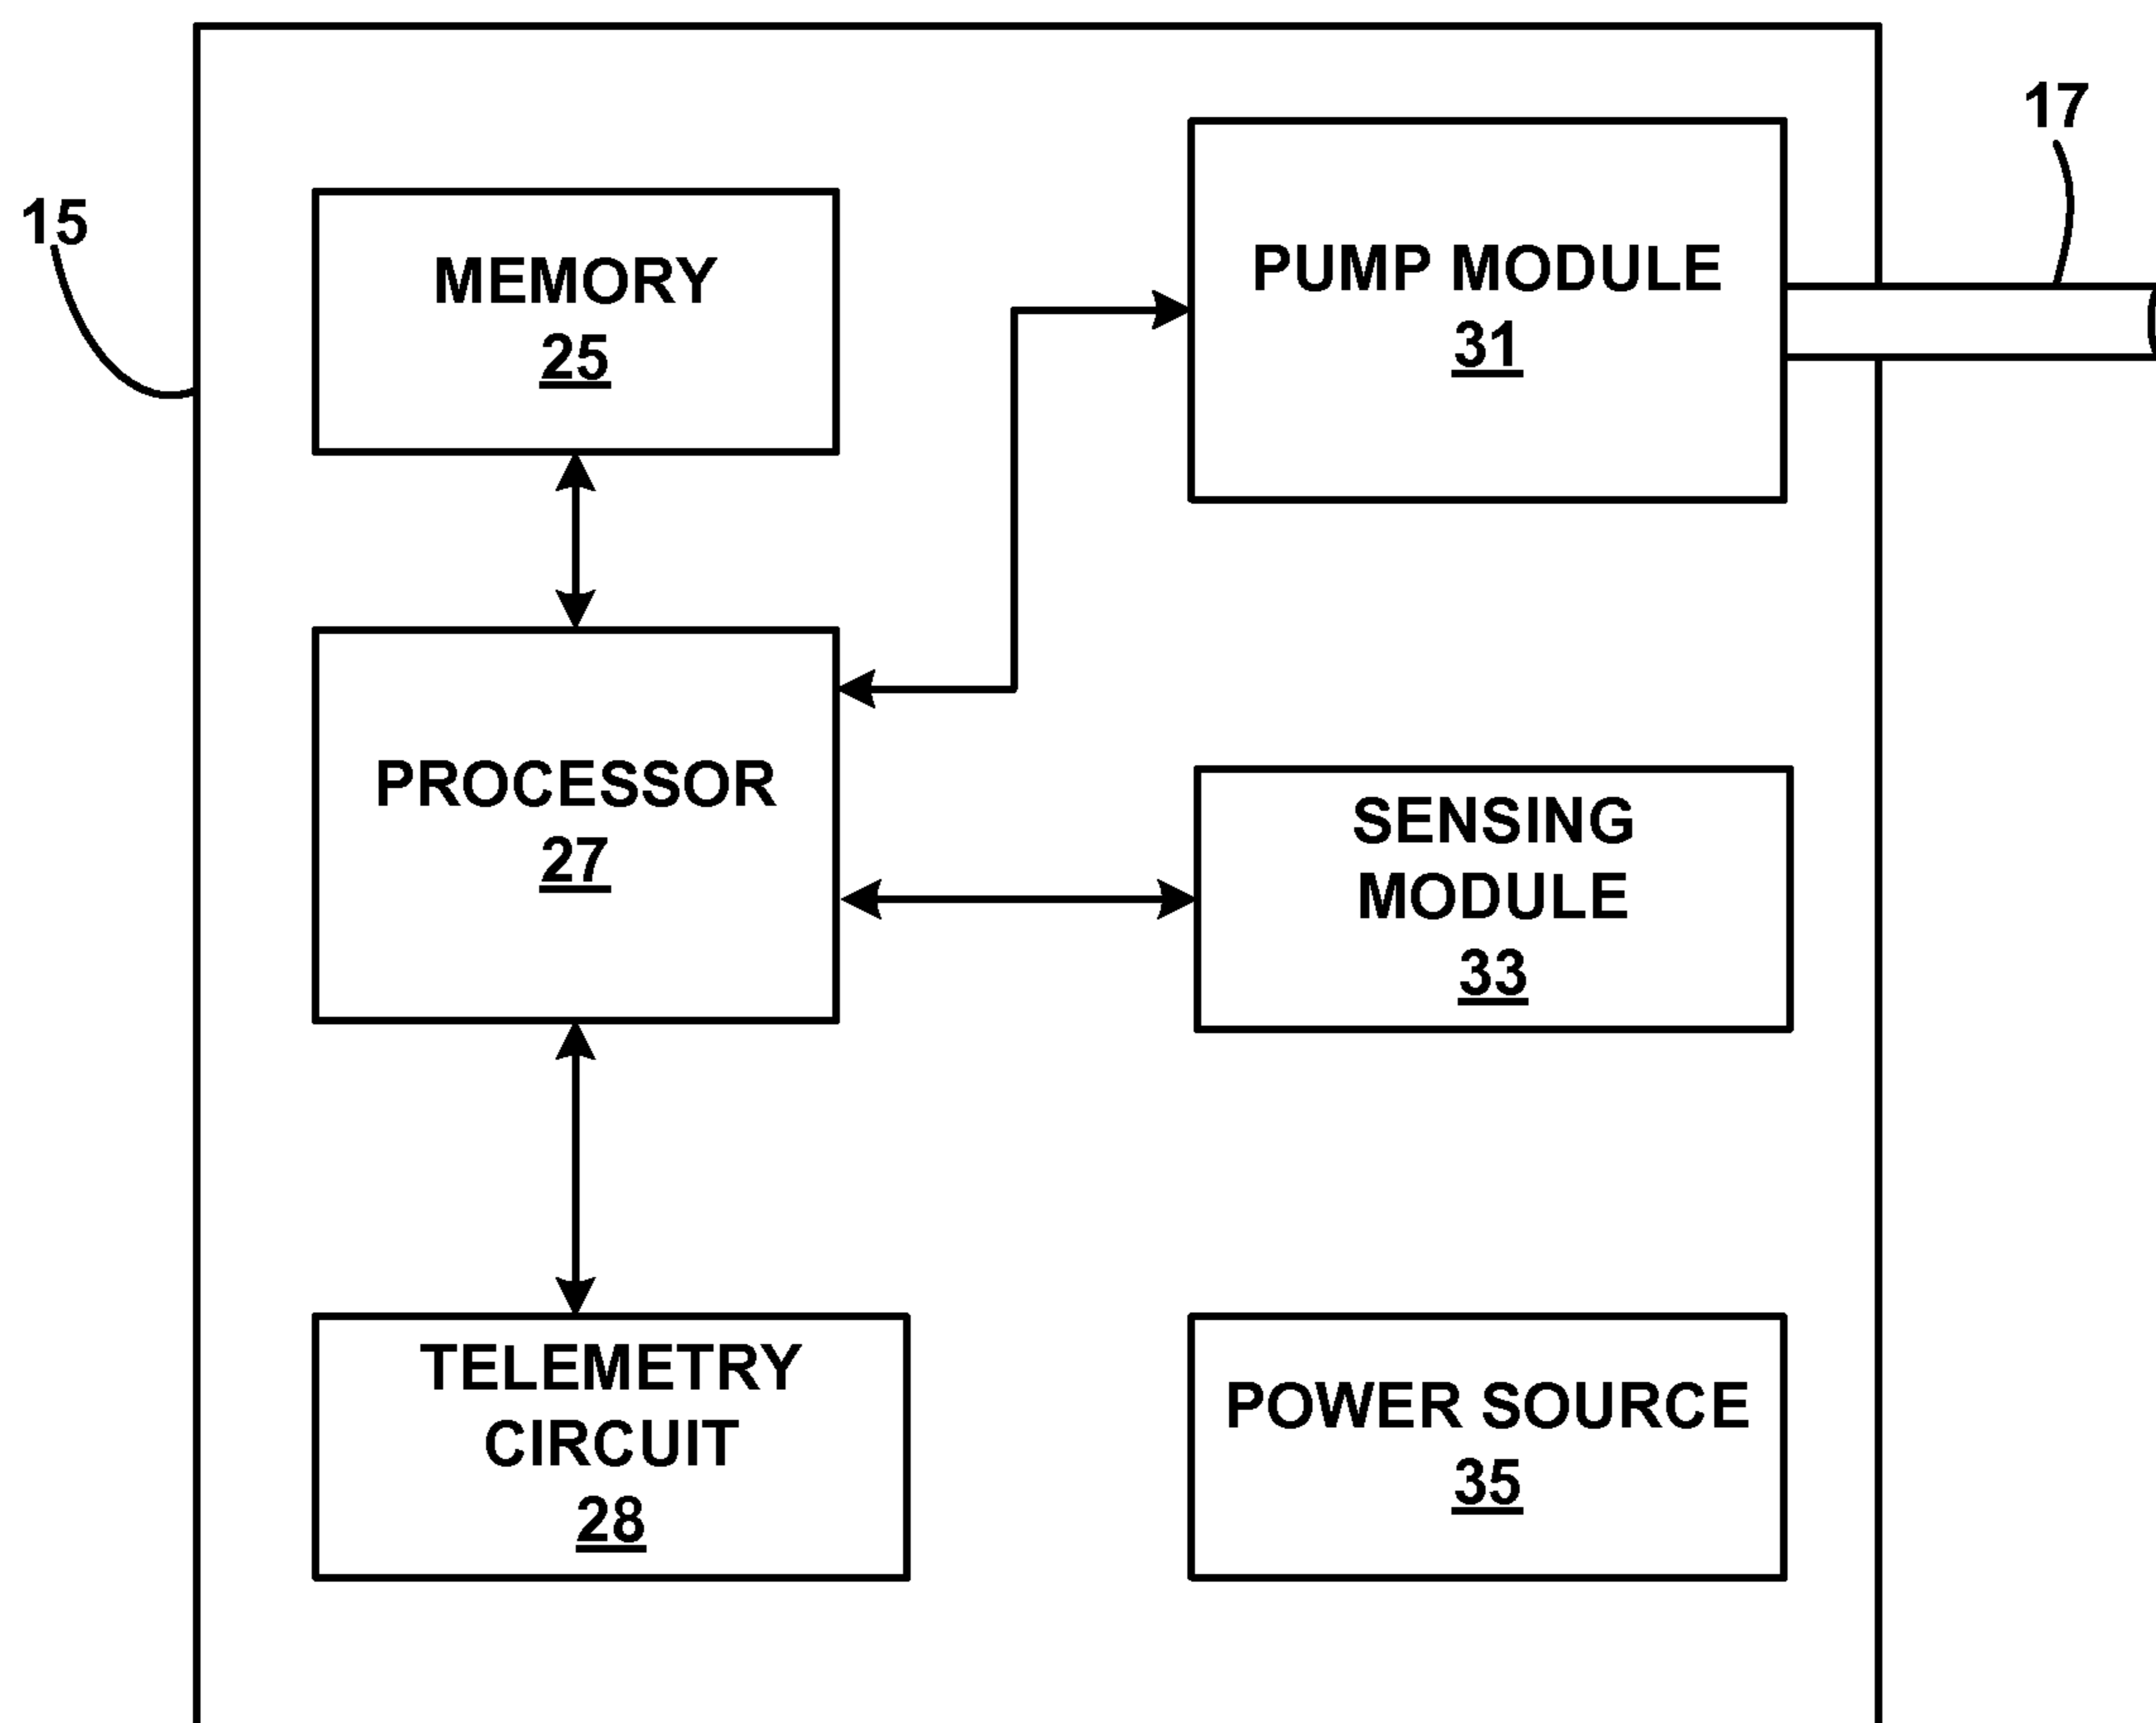 15
17
MEMORY
25
PUMP MODULE
31
PROCESSOR
27
SENSING
MODULE
33
TELEMETRY
CIRCUIT
28
POWER SOURCE
35